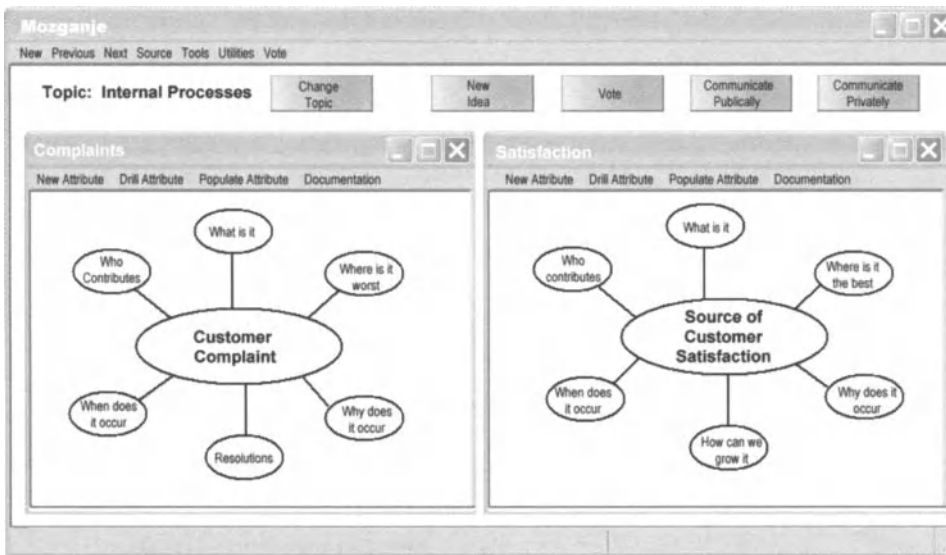 Mozganje
New Previous Next Source Tools Utilities Vote
Topic: Internal Processes
Change
Topic
New
Idea
Vote
Communicate
Publically
Communicate
Privately
Complaints
New Attribute Drill Attribute Populate Attribute Documentation
What is it
Who
Contributes
Where is it
worst
Customer
Complaint
When does
it occur
Why does
it occur
Resolutions
Satisfaction
New Attribute Drill Attribute Populate Attribute Documentation
What is it
Who
contributes
Where is it
the best
Source of
Customer
Satisfaction
When does
it occur
Why does it
occur
How can we
grow it